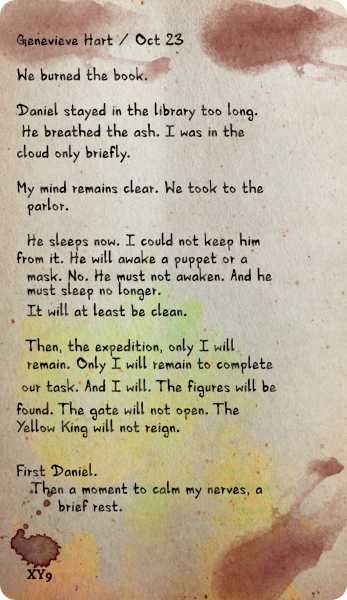 Genevieve Hart / Oct 23
We burned the book.
Daniel stayed in the library too long.
He breathed the ash. I was in the
cloud only briefly.
My mind remains clear. We took to the
parlor.
He sleeps now. I could not keep him
from it. He will awake a puppet or a
mask. No. He must not awaken. And he
must sleep no longer.
It will at least be clean.
Then, the expedition, only I will
remain. Only I will remain to complete
our task. And I will. The figures will be
found. The gate will not open. The
Yellow King will not reign.
First Daniel.
Then a moment to calm my nerves, a
brief rest.
XY9